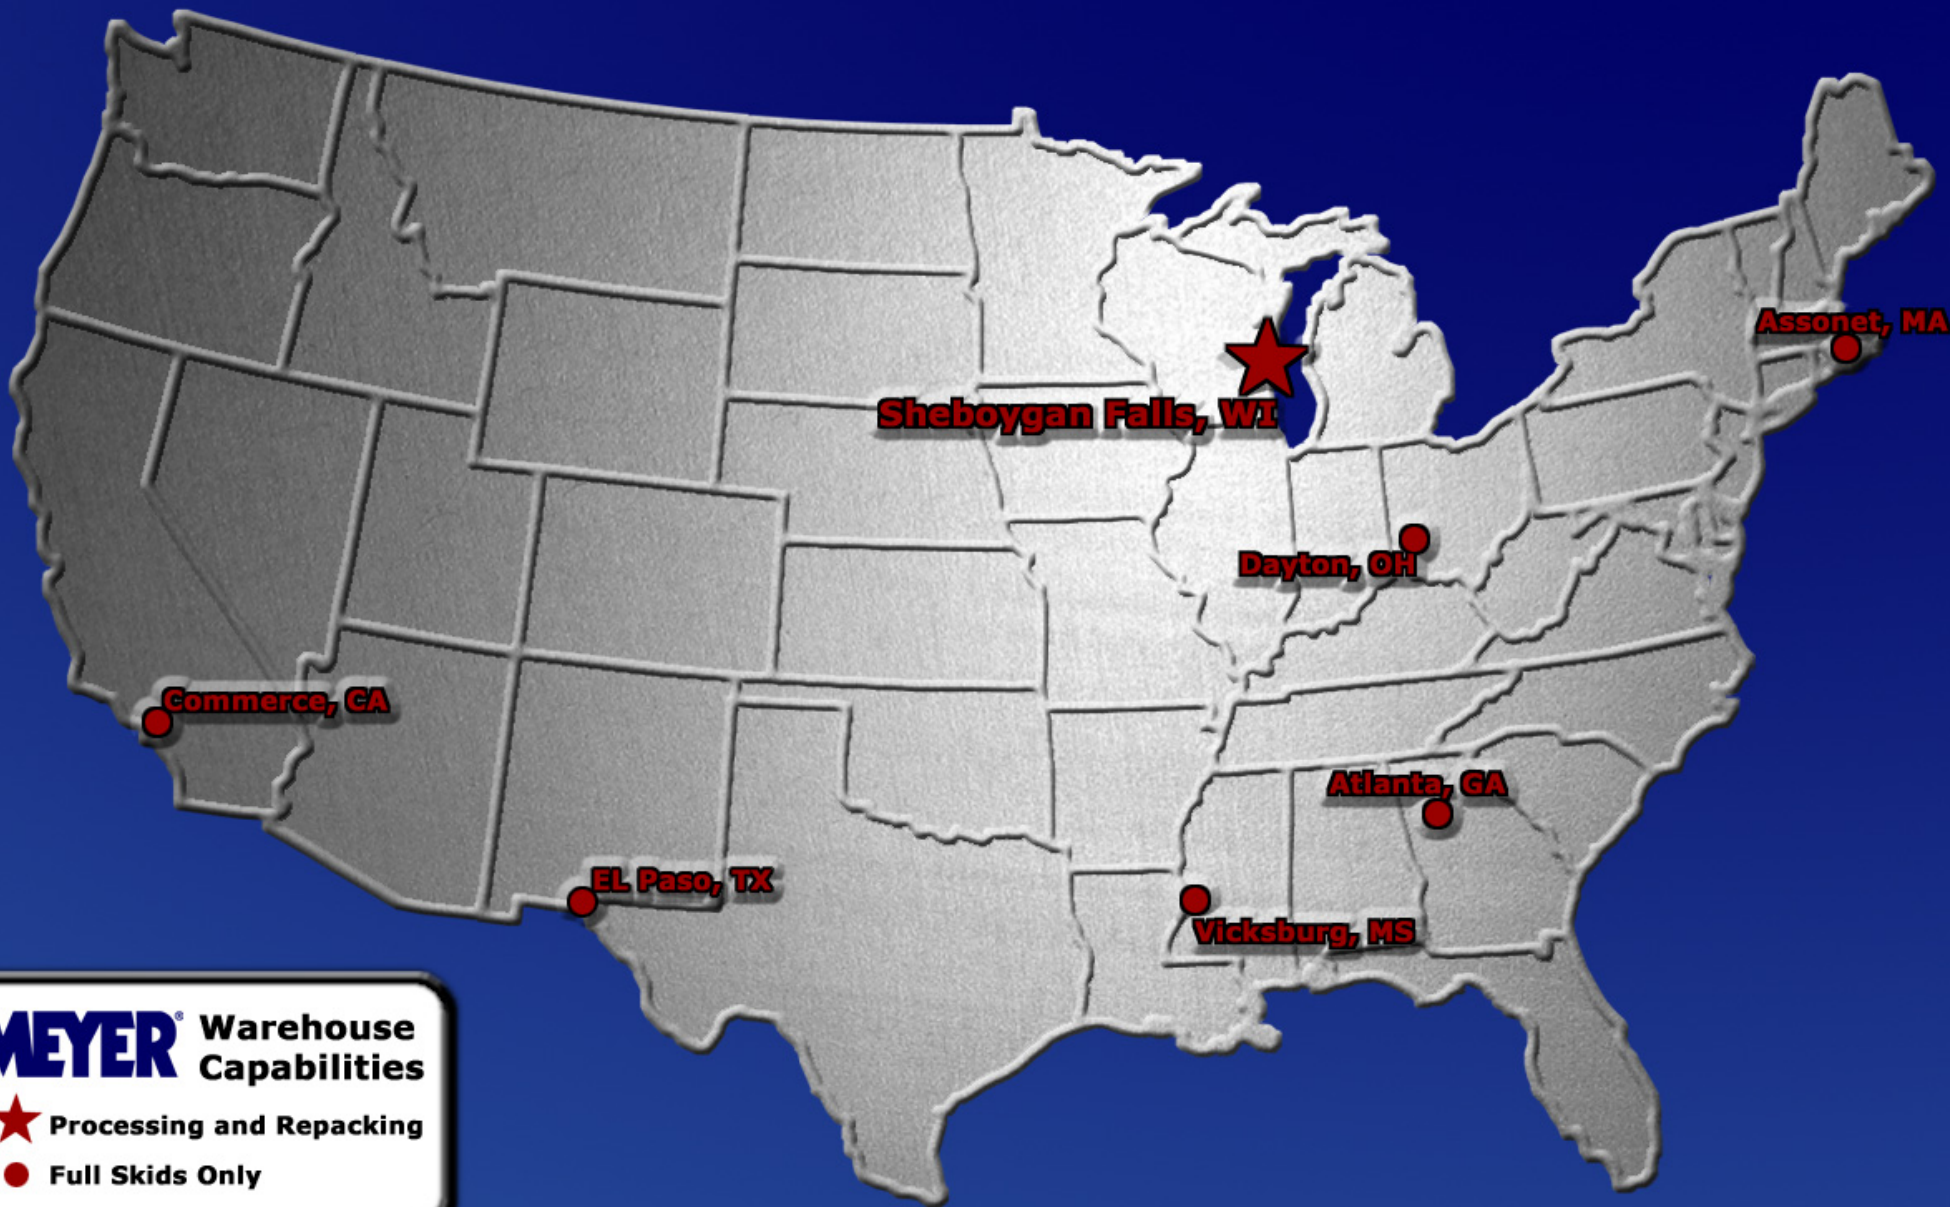 Assonet, MA
Sheboygan Falls, WI
Dayton, OH
Commerce, CA
Atlanta, GA
EL Paso, TX
Vicksburg, MS
MEYER® Warehouse
Capabilities
Processing and Repacking
Full Skids Only